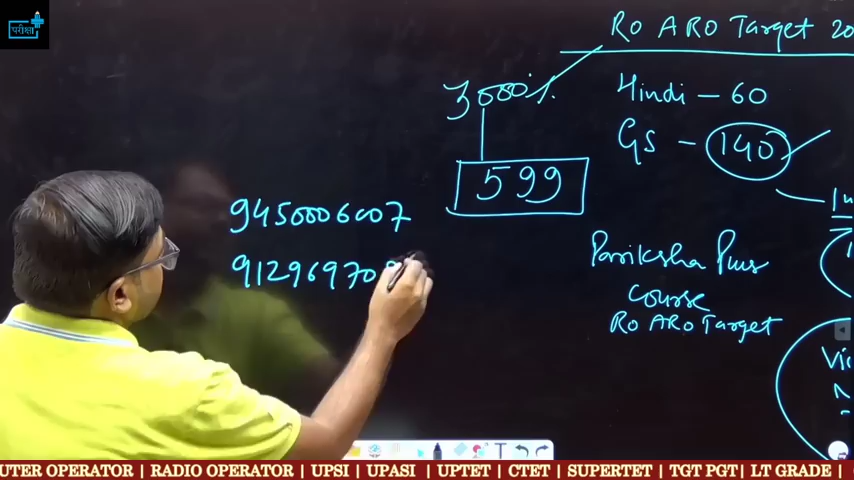 परीक्षा
RO ARO Target 20
3000/.
Hindi - 60
GS - 140
599
9450006007
91296970
Pariksha Plus
Course
RO ARO Target
UTER OPERATOR | RADIO OPERATOR | UPSI | UPASI | UPTET | CTET | SUPERTET | TGT PGT| LT GRADE |